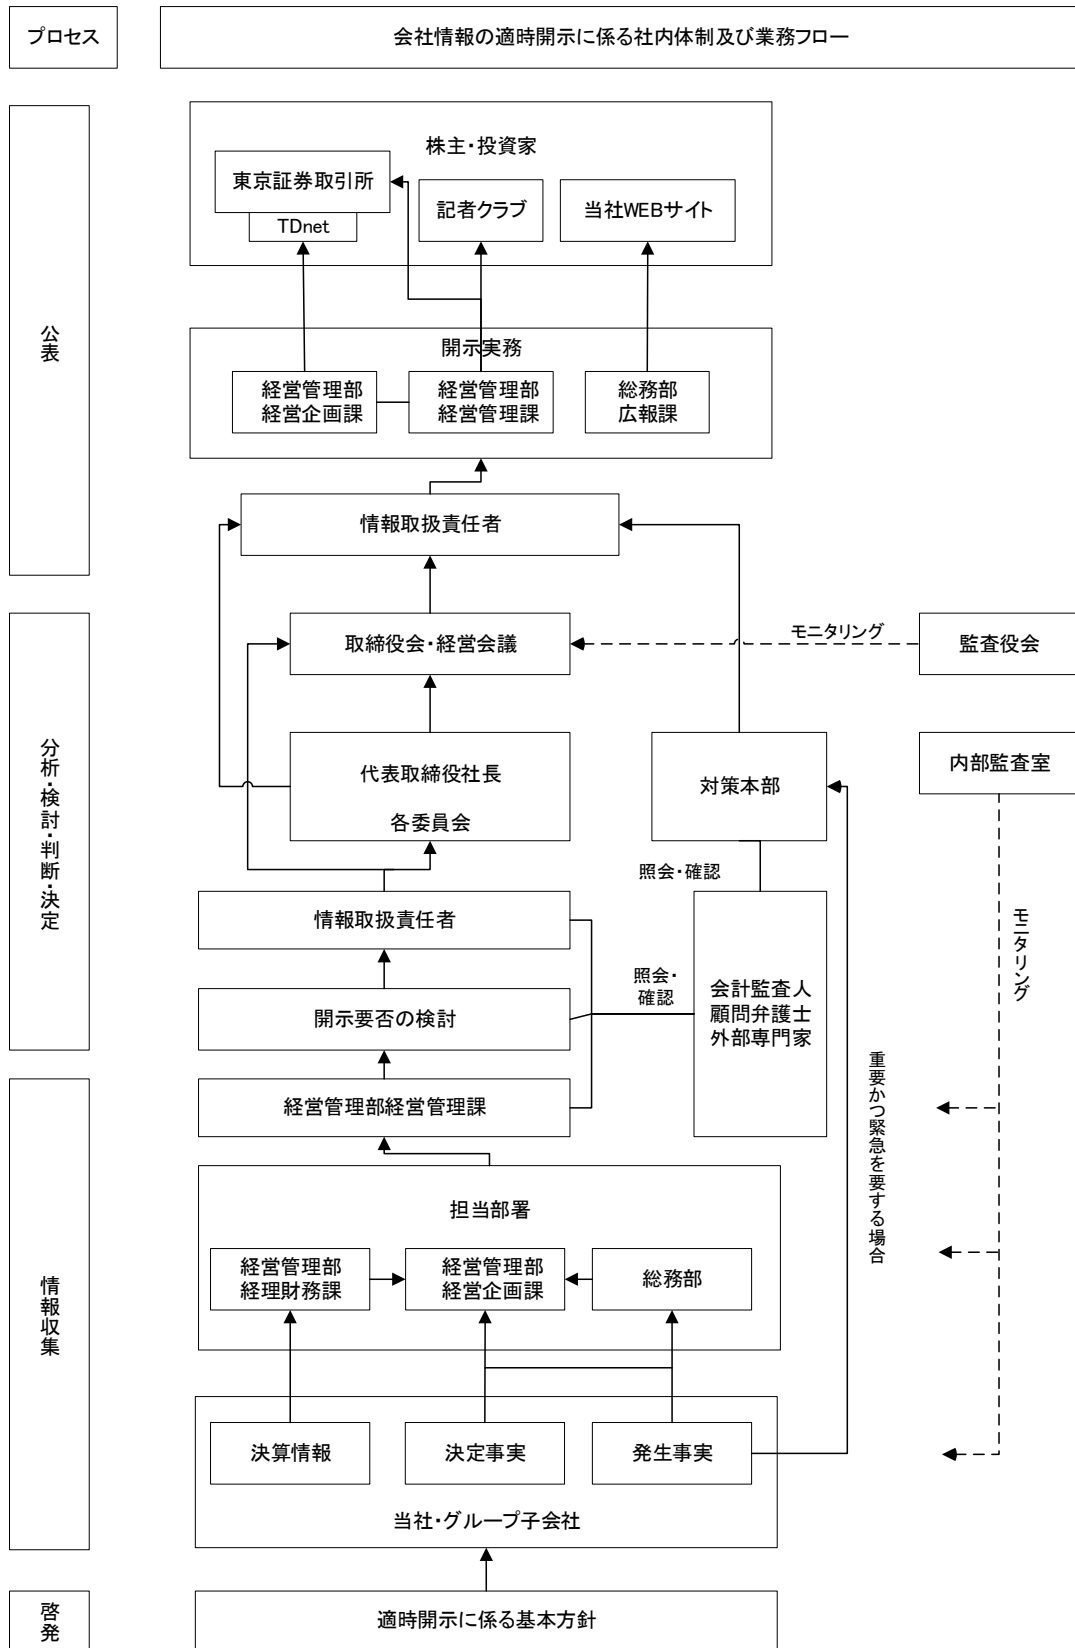 プロセス
会社情報の適時開示に係る社内体制及び業務フロー
公表
株主・投資家
東京証券取引所
TDnet
記者クラブ
当社WEBサイト
開示実務
経営管理部
経営企画課
経営管理部
経営管理課
総務部
広報課
情報取扱責任者
分析・検討・判断・決定
取締役会・経営会議
モニタリング
監査役会
代表取締役社長
各委員会
対策本部
内部監査室
照会・確認
情報取扱責任者
照会・
確認
会計監査人
顧問弁護士
外部専門家
モニタリング
開示要否の検討
重要かつ緊急を要する場合
情報収集
経営管理部経営管理課
担当部署
経営管理部
経理財務課
経営管理部
経営企画課
総務部
決算情報
決定事実
発生事実
当社・グループ子会社
啓発
適時開示に係る基本方針